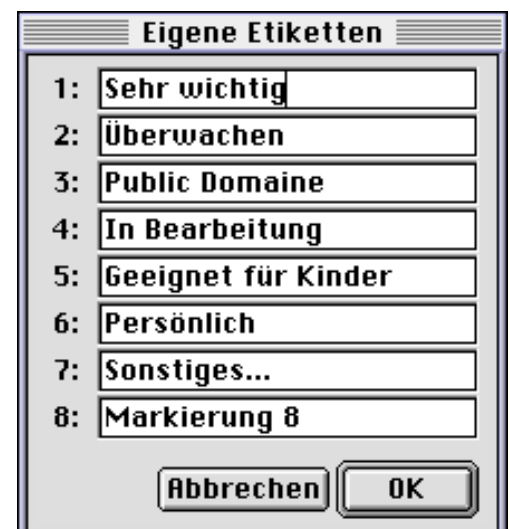 Eigene Etiketten
1: Sehr wichtig
2: Überwachen
3: Public Domaine
4: In Bearbeitung
5: Geeignet für Kinder
6: Persönlich
7: Sonstiges...
8: Markierung 8
Abbrechen OK